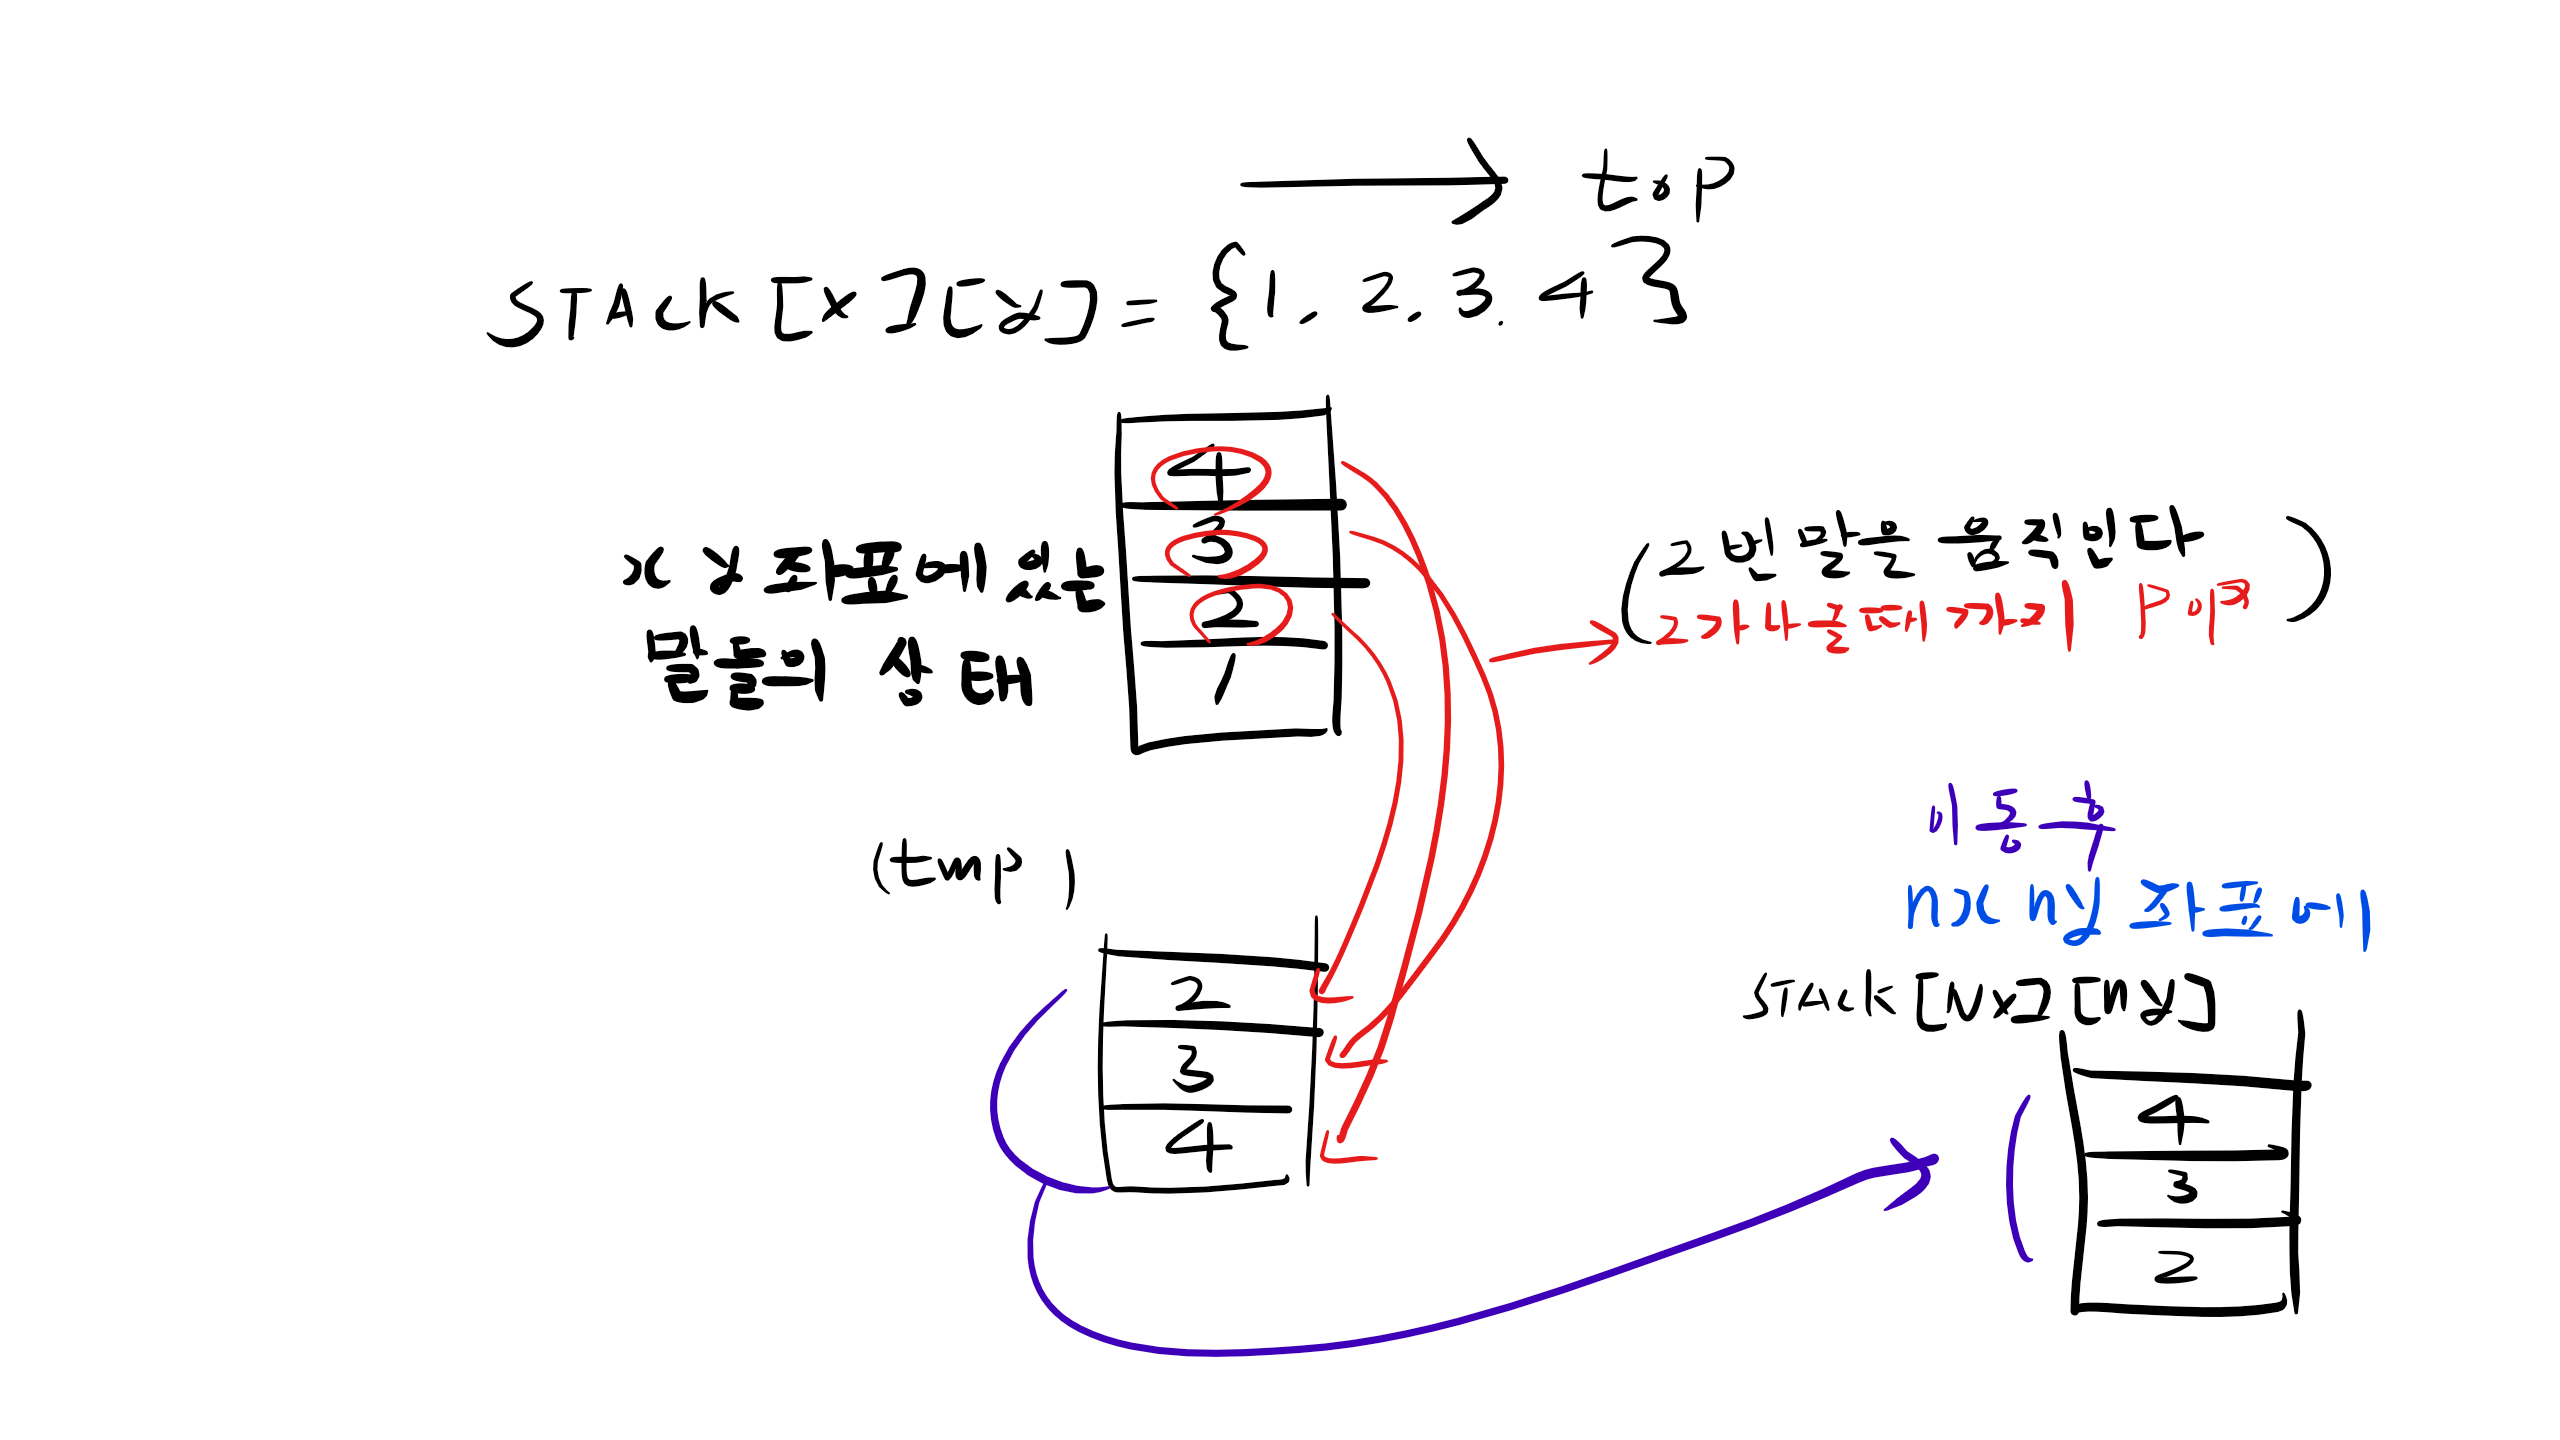 top
STACK [x][y] = {1, 2, 3. 4}
4
3
2
1
x y 좌표에 있는
말들의 상태
(2번 말을 움직인다
2가 나올때 까지 pop)
(tmp)
2
3
4
이동 후
nx ny 좌표에
STACK [Nx][ny]
4
3
2